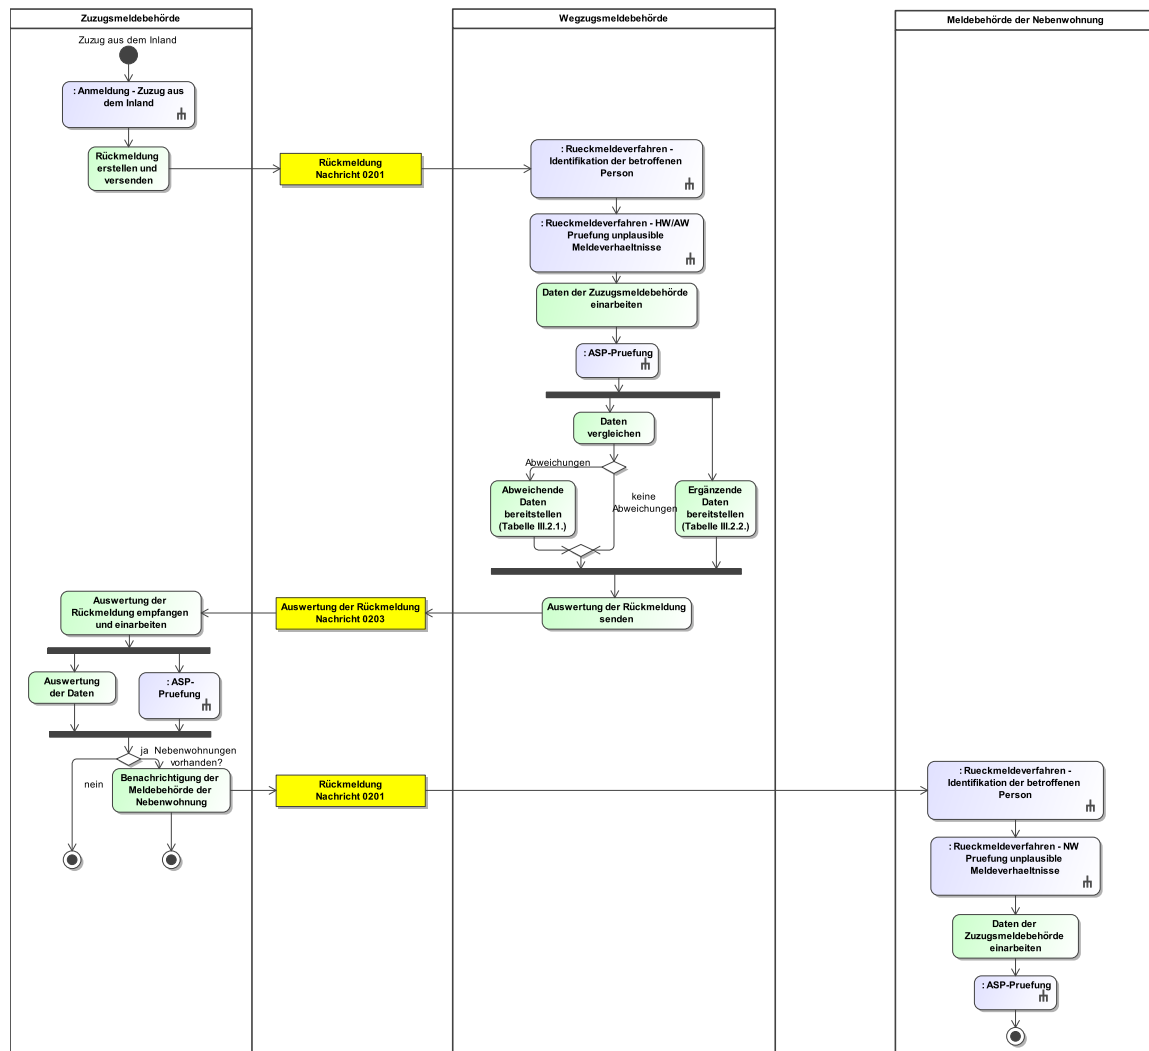 Zuzugsmeldebehörde
Wegzugsmeldebehörde
Meldebehörde der Nebenwohnung
Zuzug aus dem Inland
: Anmeldung - Zuzug aus
dem Inland
Rückmeldung
erstellen und
versenden
Rückmeldung
Nachricht 0201
: Rueckmeldeverfahren -
Identifikation der betroffenen
Person
: Rueckmeldeverfahren - HW/AW
Pruefung unplausible
Meldeverhaeltnisse
Daten der Zuzugsmeldebehörde
einarbeiten
: ASP-Pruefung
Daten
vergleichen
Abweichungen
keine
Abweichungen
Abweichende
Daten
bereitstellen
(Tabelle III.2.1.)
Ergänzende
Daten
bereitstellen
(Tabelle III.2.2.)
Auswertung der Rückmeldung
senden
Auswertung der Rückmeldung
Nachricht 0203
Auswertung der
Rückmeldung empfangen
und einarbeiten
Auswertung
der Daten
: ASP-
Pruefung
ja Nebenwohnungen
vorhanden?
nein
Benachrichtigung der
Meldebehörde der
Nebenwohnung
Rückmeldung
Nachricht 0201
: Rueckmeldeverfahren -
Identifikation der betroffenen
Person
: Rueckmeldeverfahren - NW
Pruefung unplausible
Meldeverhaeltnisse
Daten der
Zuzugsmeldebehörde
einarbeiten
: ASP-Pruefung